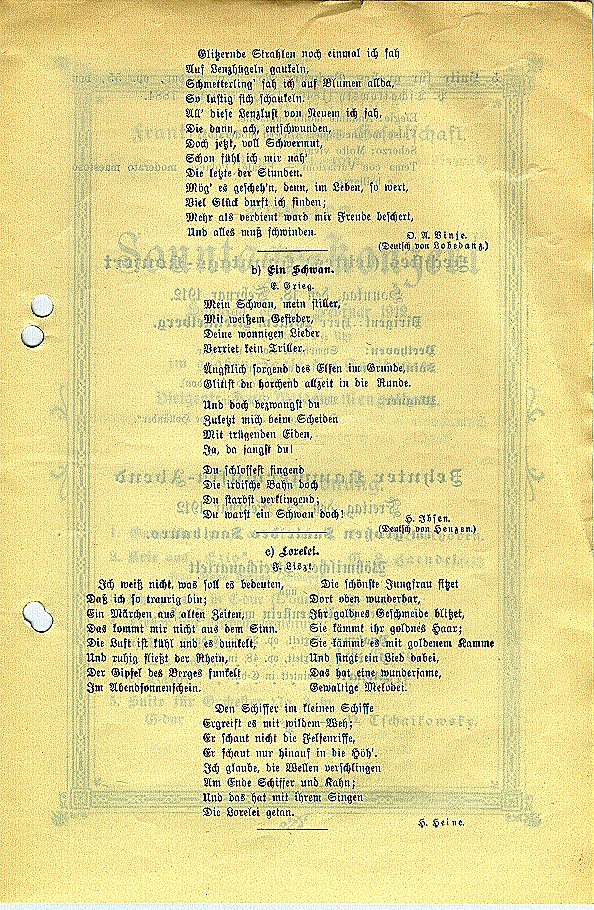 Glitzernde Strahlen noch einmal ich sah
Auf Lenzhügeln gaukeln,
Schmetterling' sah ich auf Blumen allda,
So lustig sich schaukeln.
All' diese Lenzlust von Neuem ich sah,
Die dann, ach, entschwunden,
Doch jetzt, voll Schwermut,
Schon fühl ich mir nah'
Die letzte der Stunden.
Mög' es gescheh'n, denn, im Leben, so wert,
Viel Glück durft ich finden;
Mehr als verdient ward mir Freude beschert,
Und alles muß schwinden.
O. A. Vinje.
(Deutsch von Lobedanz.)
b) Ein Schwan.
E. Grieg.
Mein Schwan, mein stiller,
Mit weißem Gefieder,
Deine wonnigen Lieder
Verriet kein Triller.
Ängstlich sorgend des Elfen im Grunde,
Glittst du horchend allzeit in die Runde.
Und doch bezwangst du
Zuletzt mich beim Scheiden
Mit trügenden Eiden,
Ja, da sangst du!
Du schlossest singend
Die irdische Bahn doch
Du starbst verklingend;
Du warst ein Schwan doch!
H. Ibsen.
(Deutsch von Henzen.)
c) Lorelei.
F. Liszt.
Ich weiß nicht, was soll es bedeuten,
Daß ich so traurig bin;
Ein Märchen aus alten Zeiten,
Das kommt mir nicht aus dem Sinn.
Die Luft ist kühl und es dunkelt,
Und ruhig fließt der Rhein,
Der Gipfel des Berges funkelt
Im Abendsonnenschein.
Die schönste Jungfrau sitzet
Dort oben wunderbar,
Ihr goldnes Geschmeide blitzet,
Sie kämmt ihr goldnes Haar;
Sie kämmt es mit goldenem Kamme
Und singt ein Lied dabei,
Das hat eine wundersame,
Gewaltige Melodei.
Den Schiffer im kleinen Schiffe
Ergreift es mit wildem Weh;
Er schaut nicht die Felsenriffe,
Er schaut nur hinauf in die Höh'.
Ich glaube, die Wellen verschlingen
Am Ende Schiffer und Kahn;
Und das hat mit ihrem Singen
Die Lorelei getan.
H. Heine.